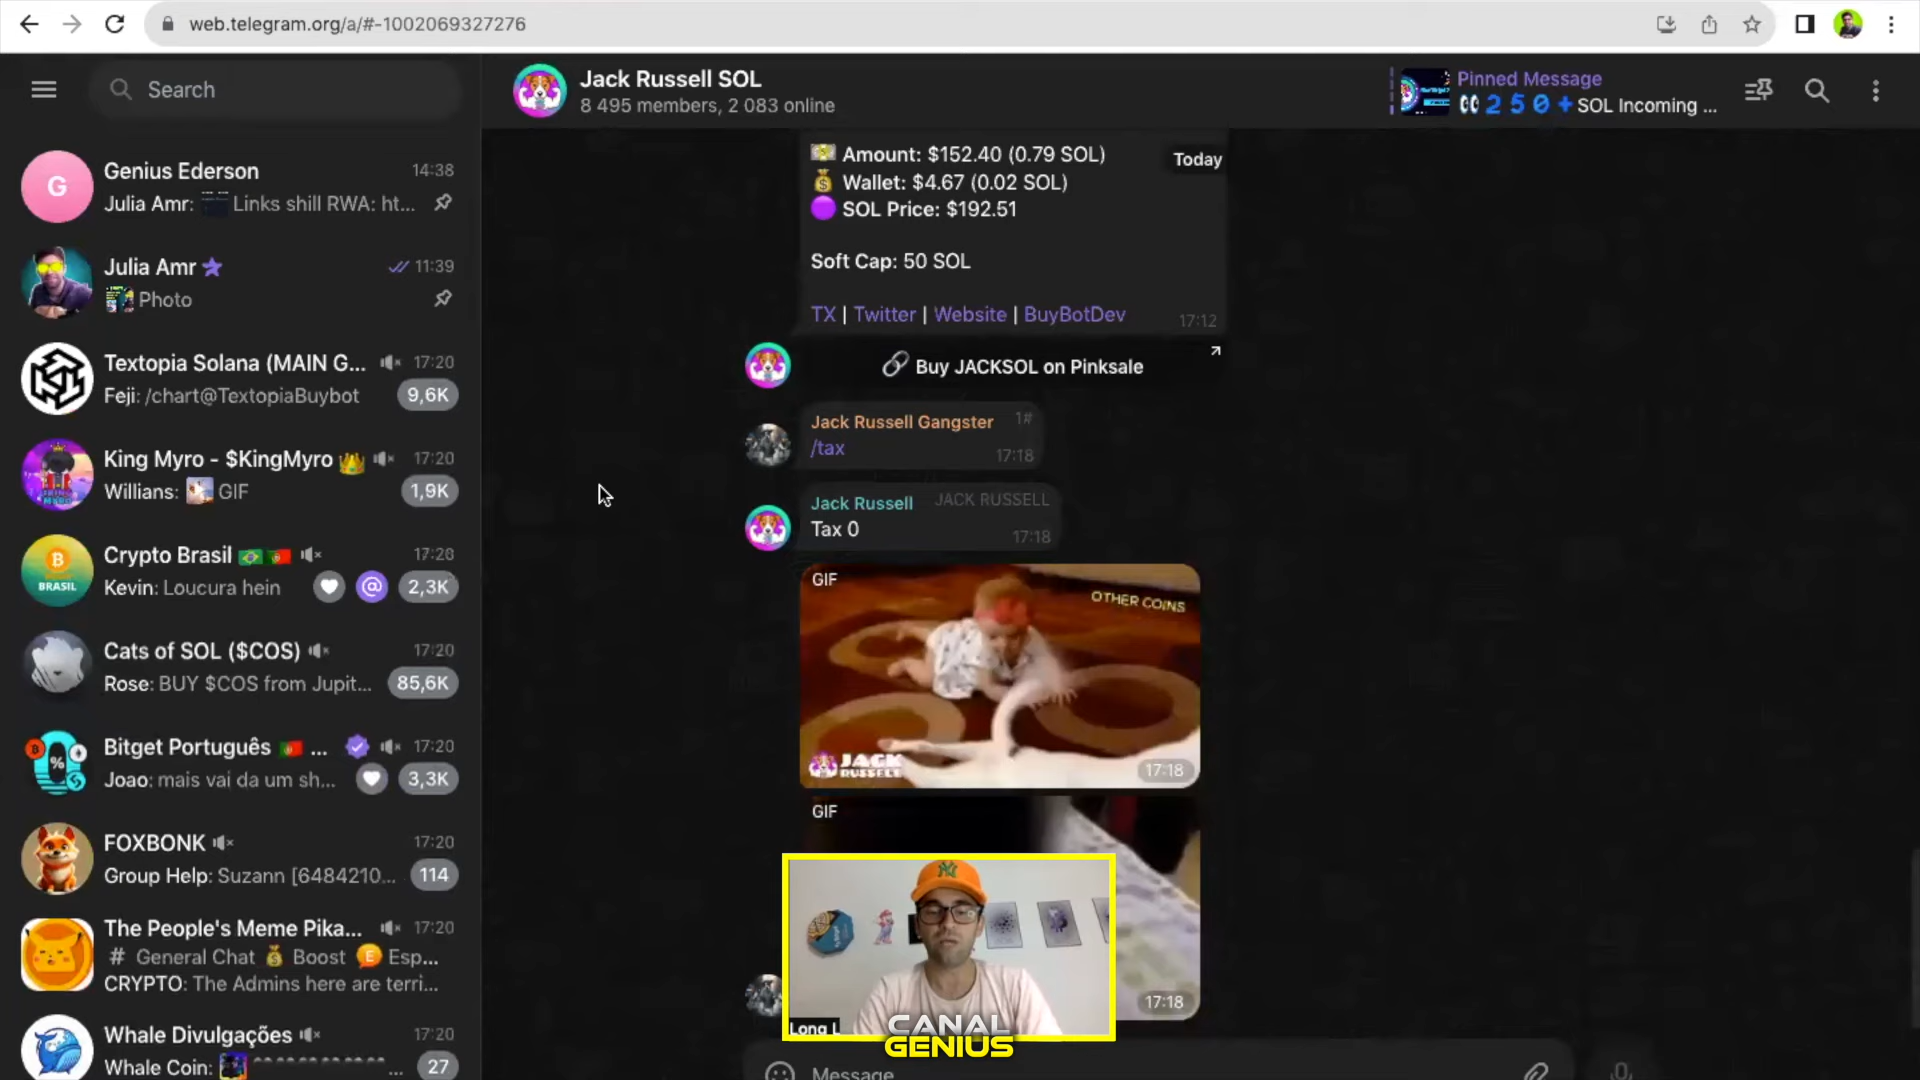 web.telegram.org/a/#-1002069327276
Search
Genius Ederson
14:38
Julia Amr: Links shill RWA: ht...
Julia Amr
11:39
Photo
Textopia Solana (MAIN G...
17:20
Feji: /chart@TextopiaBuybot
9,6K
King Myro - $KingMyro
17:20
Willians: GIF
1,9K
Crypto Brasil
17:20
Kevin: Loucura hein
2,3K
BRASIL
Cats of SOL ($COS)
17:20
Rose: BUY $COS from Jupit...
85,6K
Bitget Português ...
17:20
Joao: mais vai da um sh...
3,3K
FOXBONK
17:20
Group Help: Suzann [6484210...
114
The People's Meme Pika...
17:20
# General Chat Boost Esp...
CRYPTO: The Admins here are terri...
Whale Divulgações
17:20
Whale Coin: ...
27
G
Jack Russell SOL
8 495 members, 2 083 online
Pinned Message
250+ SOL Incoming ...
Amount: $152.40 (0.79 SOL)
Today
Wallet: $4.67 (0.02 SOL)
SOL Price: $192.51
Soft Cap: 50 SOL
TX | Twitter | Website | BuyBotDev
17:12
Buy JACKSOL on Pinksale
Jack Russell Gangster
1#
/tax
17:18
Jack Russell
JACK RUSSELL
Tax 0
17:18
GIF
OTHER COINS
JACK
RUSSELL
17:18
GIF
17:18
Long L
CANAL
GENIUS
Message